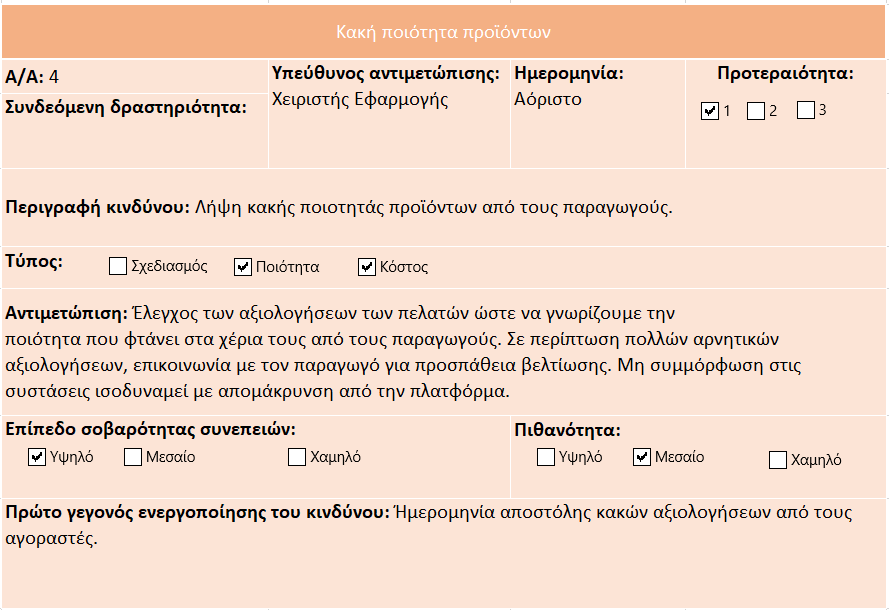 Κακή ποιότητα προϊόντων
Α/Α: 4
Υπεύθυνος αντιμετώπισης:
Χειριστής Εφαρμογής
Ημερομηνία:
Αόριστο
Προτεραιότητα:
1 2 3
Συνδεόμενη δραστηριότητα:
Περιγραφή κινδύνου: Λήψη κακής ποιοτητάς προϊόντων από τους παραγωγούς.
Τύπος:
Σχεδιασμός Ποιότητα Κόστος
Αντιμετώπιση: Έλεγχος των αξιολογήσεων των πελατών ώστε να γνωρίζουμε την
ποιότητα που φτάνει στα χέρια τους από τους παραγωγούς. Σε περίπτωση πολλών αρνητικών
αξιολογήσεων, επικοινωνία με τον παραγωγό για προσπάθεια βελτίωσης. Μη συμμόρφωση στις
συστάσεις ισοδυναμεί με απομάκρυνση από την πλατφόρμα.
Επίπεδο σοβαρότητας συνεπειών:
Υψηλό Μεσαίο Χαμηλό
Πιθανότητα:
Υψηλό Μεσαίο Χαμηλό
Πρώτο γεγονός ενεργοποίησης του κινδύνου: Ήμερομηνία αποστόλης κακών αξιολογήσεων από τους
αγοραστές.